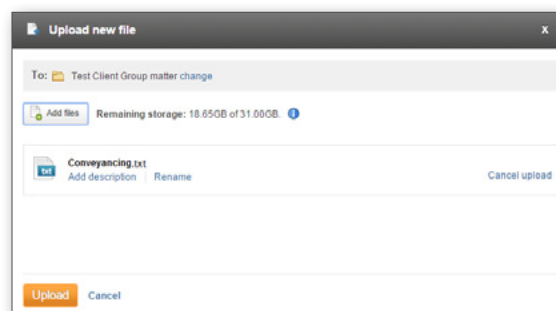 Upload new file
x
To: Test Client Group matter change
Add files Remaining storage: 18.65GB of 31.00GB. i
Conveyancing.txt
txt
Add description Rename
Cancel upload
Upload Cancel